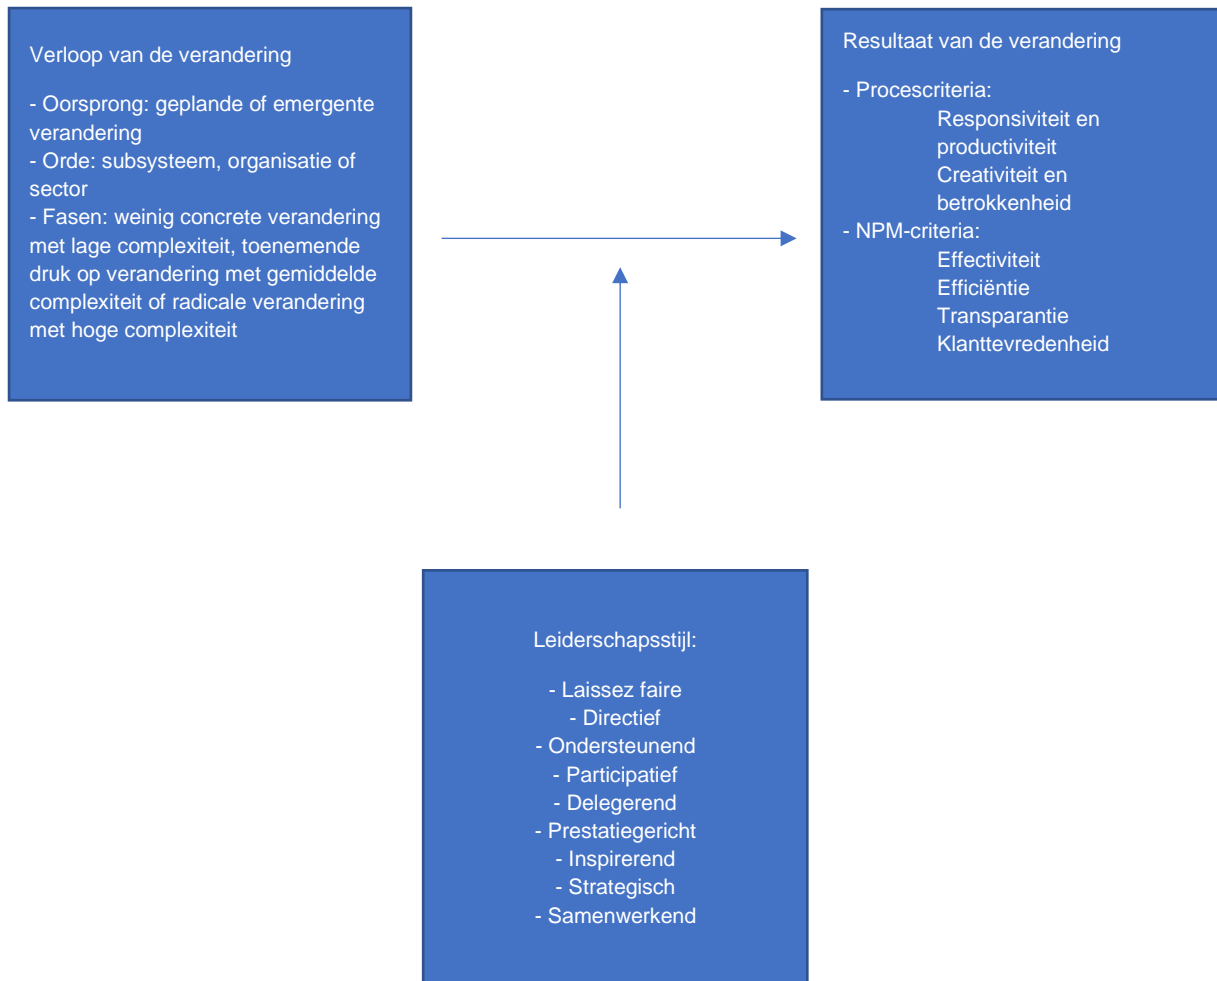 Verloop van de verandering
- Oorsprong: geplande of emergente
verandering
- Orde: subsysteem, organisatie of
sector
- Fasen: weinig concrete verandering
met lage complexiteit, toenemende
druk op verandering met gemiddelde
complexiteit of radicale verandering
met hoge complexiteit
Resultaat van de verandering
- Procescriteria:
Responsiviteit en
productiviteit
Creativiteit en
betrokkenheid
- NPM-criteria:
Effectiviteit
Efficiëntie
Transparantie
Klanttevredenheid
Leiderschapsstijl:
- Laissez faire
- Directief
- Ondersteunend
- Participatief
- Delegerend
- Prestatiegericht
- Inspirerend
- Strategisch
- Samenwerkend